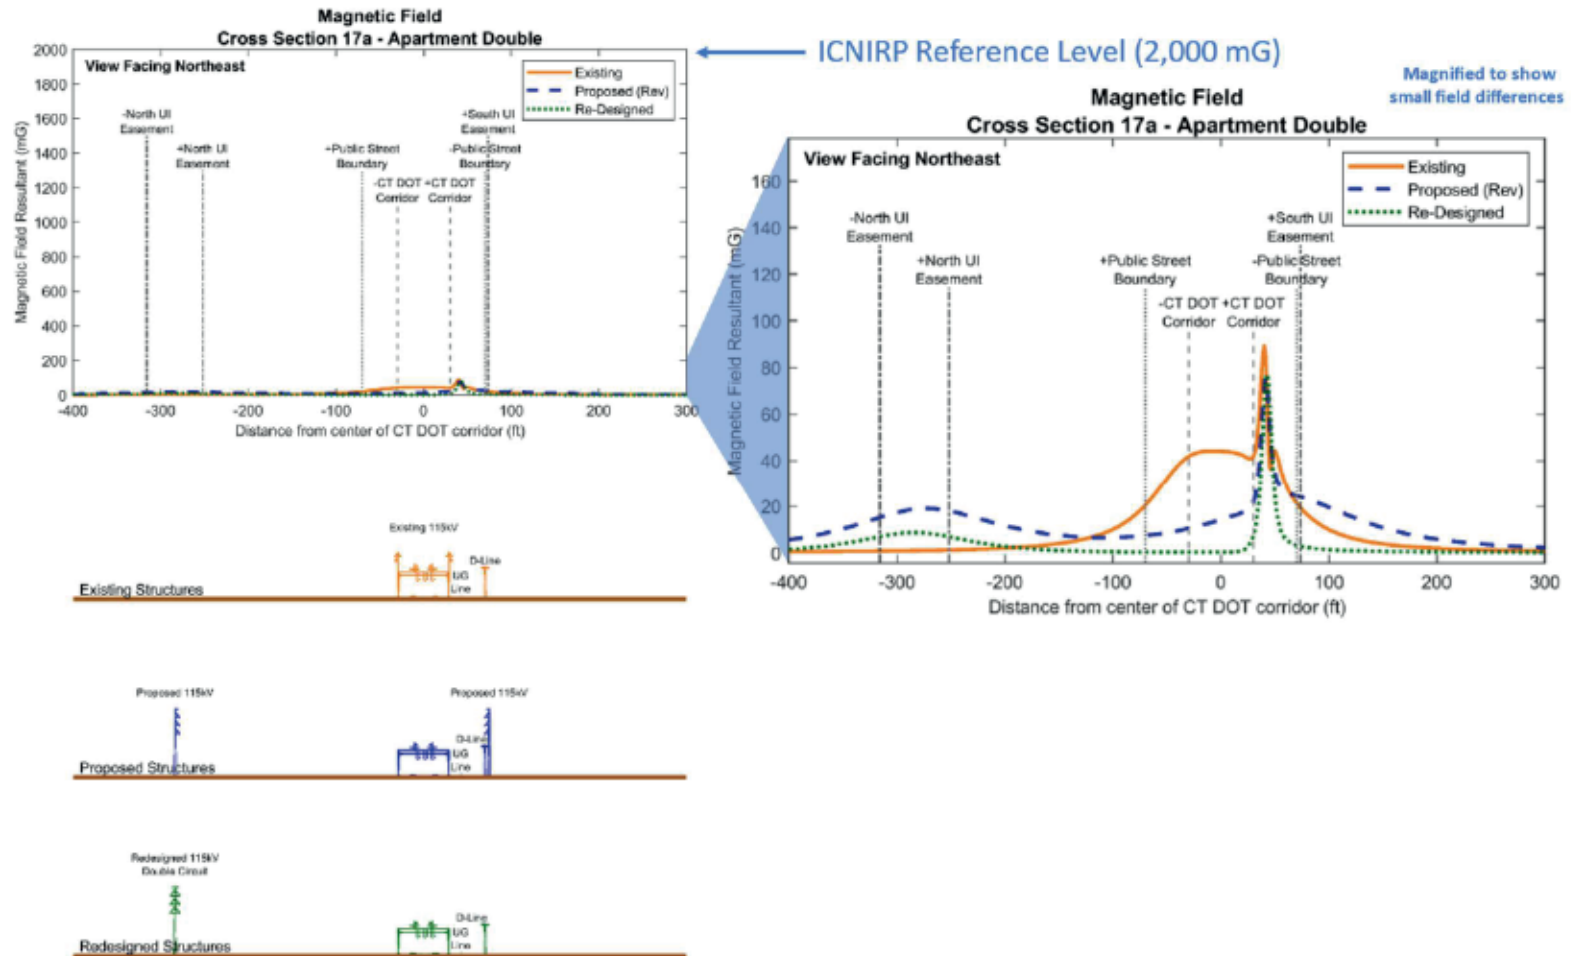 Magnetic Field
Cross Section 17a - Apartment Double
View Facing Northeast
Existing
Proposed (Rev)
Re-Designed
-North UI
Easement
+North UI
Easement
+Public Street
Boundary
-CT DOT +CT DOT
Corridor Corridor
+South UI
Easement
-Public Street
Boundary
2000
1800
1600
1400
1200
1000
800
600
400
200
0
Magnetic Field Resultant (mG)
-400 -300 -200 -100 0 100 200 300
Distance from center of CT DOT corridor (ft)
ICNIRP Reference Level (2,000 mG)
Magnified to show
small field differences
Magnetic Field
Cross Section 17a - Apartment Double
View Facing Northeast
Existing
Proposed (Rev)
Re-Designed
-North UI
Easement
+North UI
Easement
+Public Street
Boundary
-CT DOT +CT DOT
Corridor Corridor
+South UI
Easement
-Public Street
Boundary
160
140
120
100
80
60
40
20
0
Magnetic Field Resultant (mG)
-400 -300 -200 -100 0 100 200 300
Distance from center of CT DOT corridor (ft)
Existing 115kV
D-Line
UG
Line
Existing Structures
Proposed 115kV
Proposed 115kV
D-Line
UG
Line
Proposed Structures
Redesigned 115kV
Double Circuit
D-Line
UG
Line
Redesigned Structures